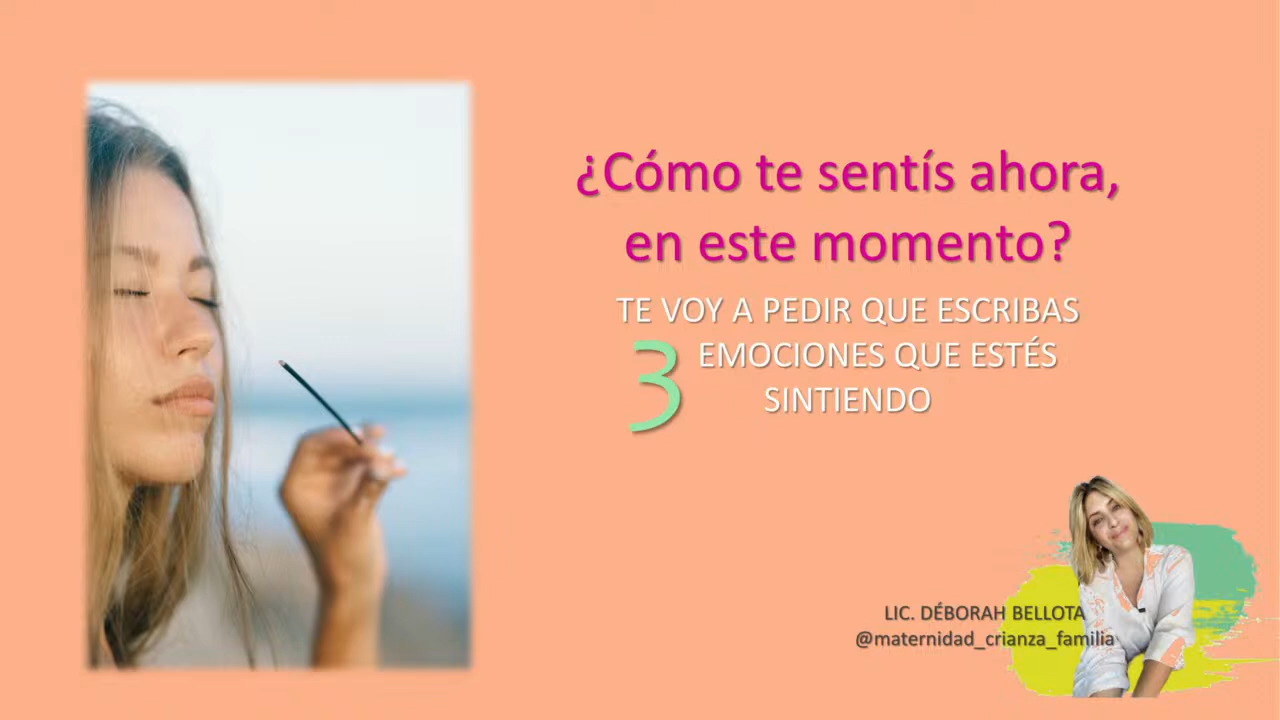 ¿Cómo te sentís ahora,
en este momento?
TE VOY A PEDIR QUE ESCRIBAS
3 EMOCIONES QUE ESTÉS
SINTIENDO
LIC. DÉBORAH BELLOTA
@maternidad_crianza_familia